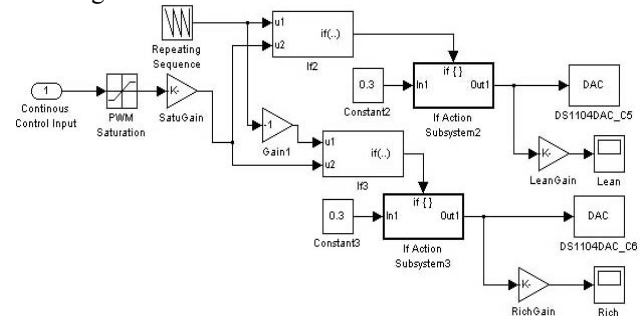 Repeating
Sequence
u1
u2
if(..)
If2
1
Continous
Control Input
PWM
Saturation
K-
SatuGain
0.3
Constant2
if { }
In1
Out1
If Action
Subsystem2
DAC
DS1104DAC_C5
K-
LeanGain
Lean
-1
Gain1
u1
u2
if(..)
If3
0.3
Constant3
if { }
In1
Out1
If Action
Subsystem3
DAC
DS1104DAC_C6
K-
RichGain
Rich